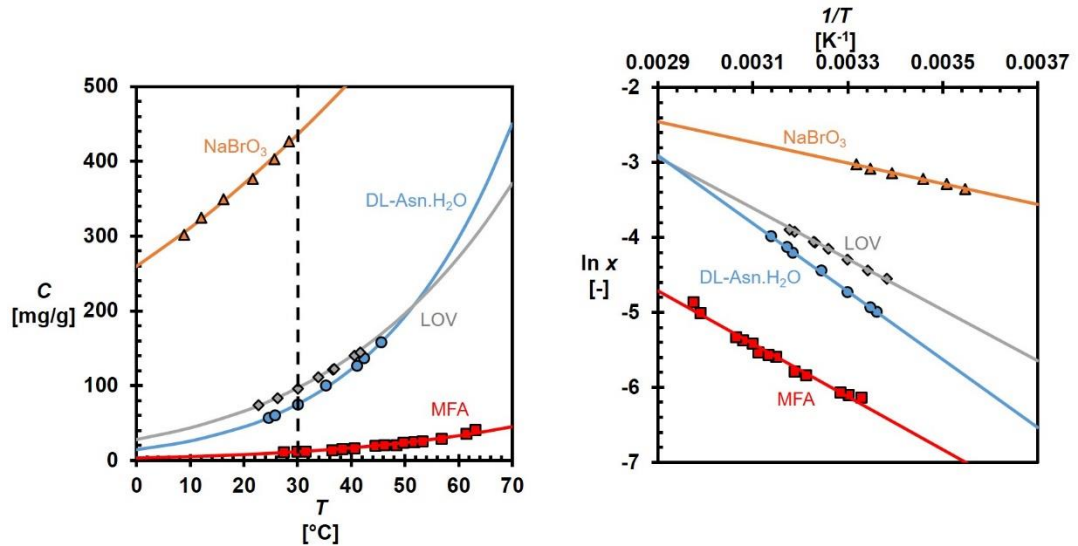 500
400
300
200
100
0
C
[mg/g]
0 10 20 30 40 50 60 70
T
[°C]
NaBrO₃
DL-Asn.H₂O
LOV
MFA
1/T
[K⁻¹]
0.0029 0.0031 0.0033 0.0035 0.0037
-2
-3
-4
-5
-6
-7
ln x
[-]
NaBrO₃
LOV
DL-Asn.H₂O
MFA